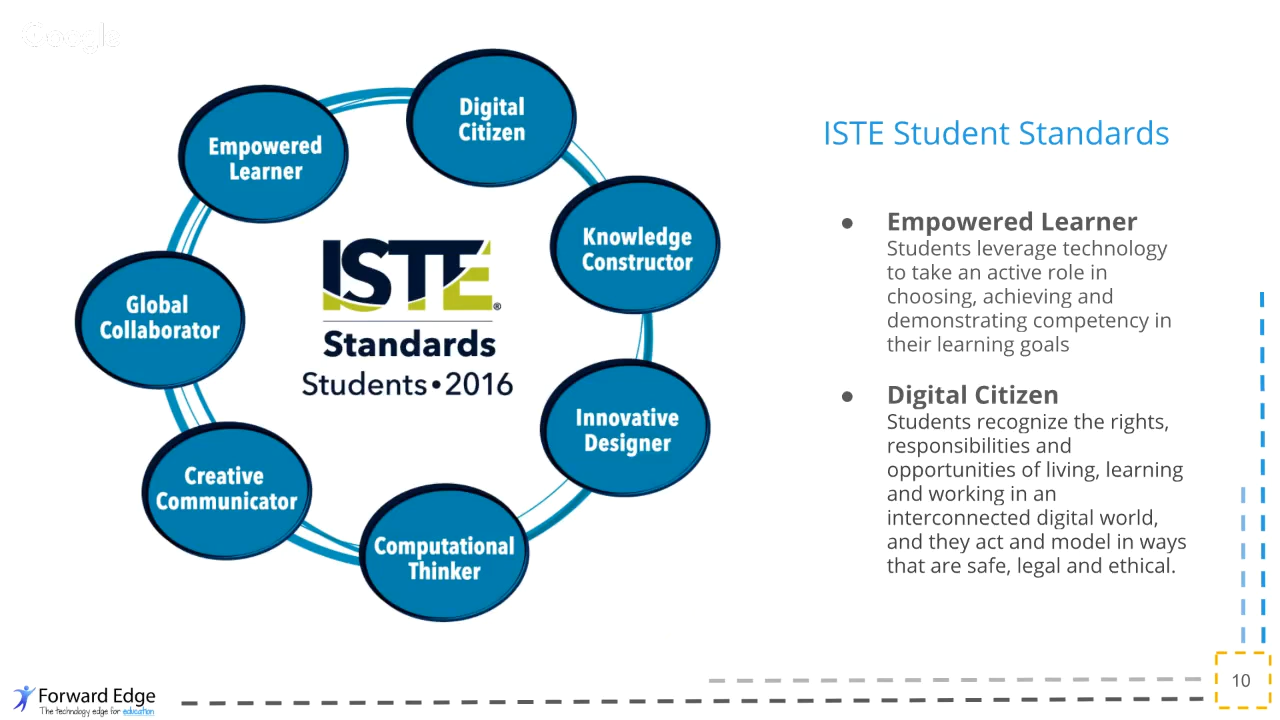 Google
Digital
Citizen
Empowered
Learner
Knowledge
Constructor
Global
Collaborator
ISTE®
Standards
Students•2016
Innovative
Designer
Creative
Communicator
Computational
Thinker
ISTE Student Standards
● Empowered Learner
Students leverage technology
to take an active role in
choosing, achieving and
demonstrating competency in
their learning goals
● Digital Citizen
Students recognize the rights,
responsibilities and
opportunities of living, learning
and working in an
interconnected digital world,
and they act and model in ways
that are safe, legal and ethical.
Forward Edge
The technology edge for education
10